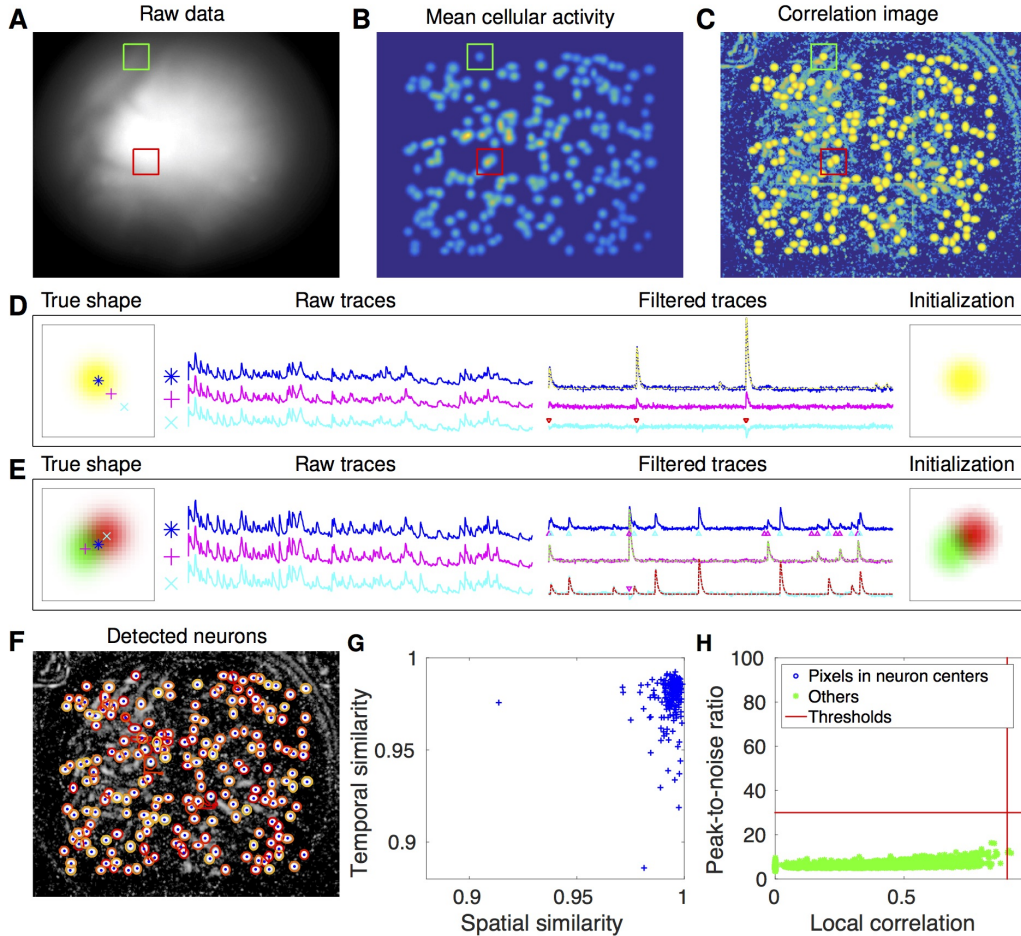 A Raw data
B Mean cellular activity
C Correlation image
D True shape Raw traces Filtered traces Initialization
E True shape Raw traces Filtered traces Initialization
F Detected neurons
G
1
0.95
0.9
Temporal similarity
0.9 0.95 1
Spatial similarity
H
100
80
60
40
20
0
Peak-to-noise ratio
Pixels in neuron centers
Others
Thresholds
0 0.5
Local correlation